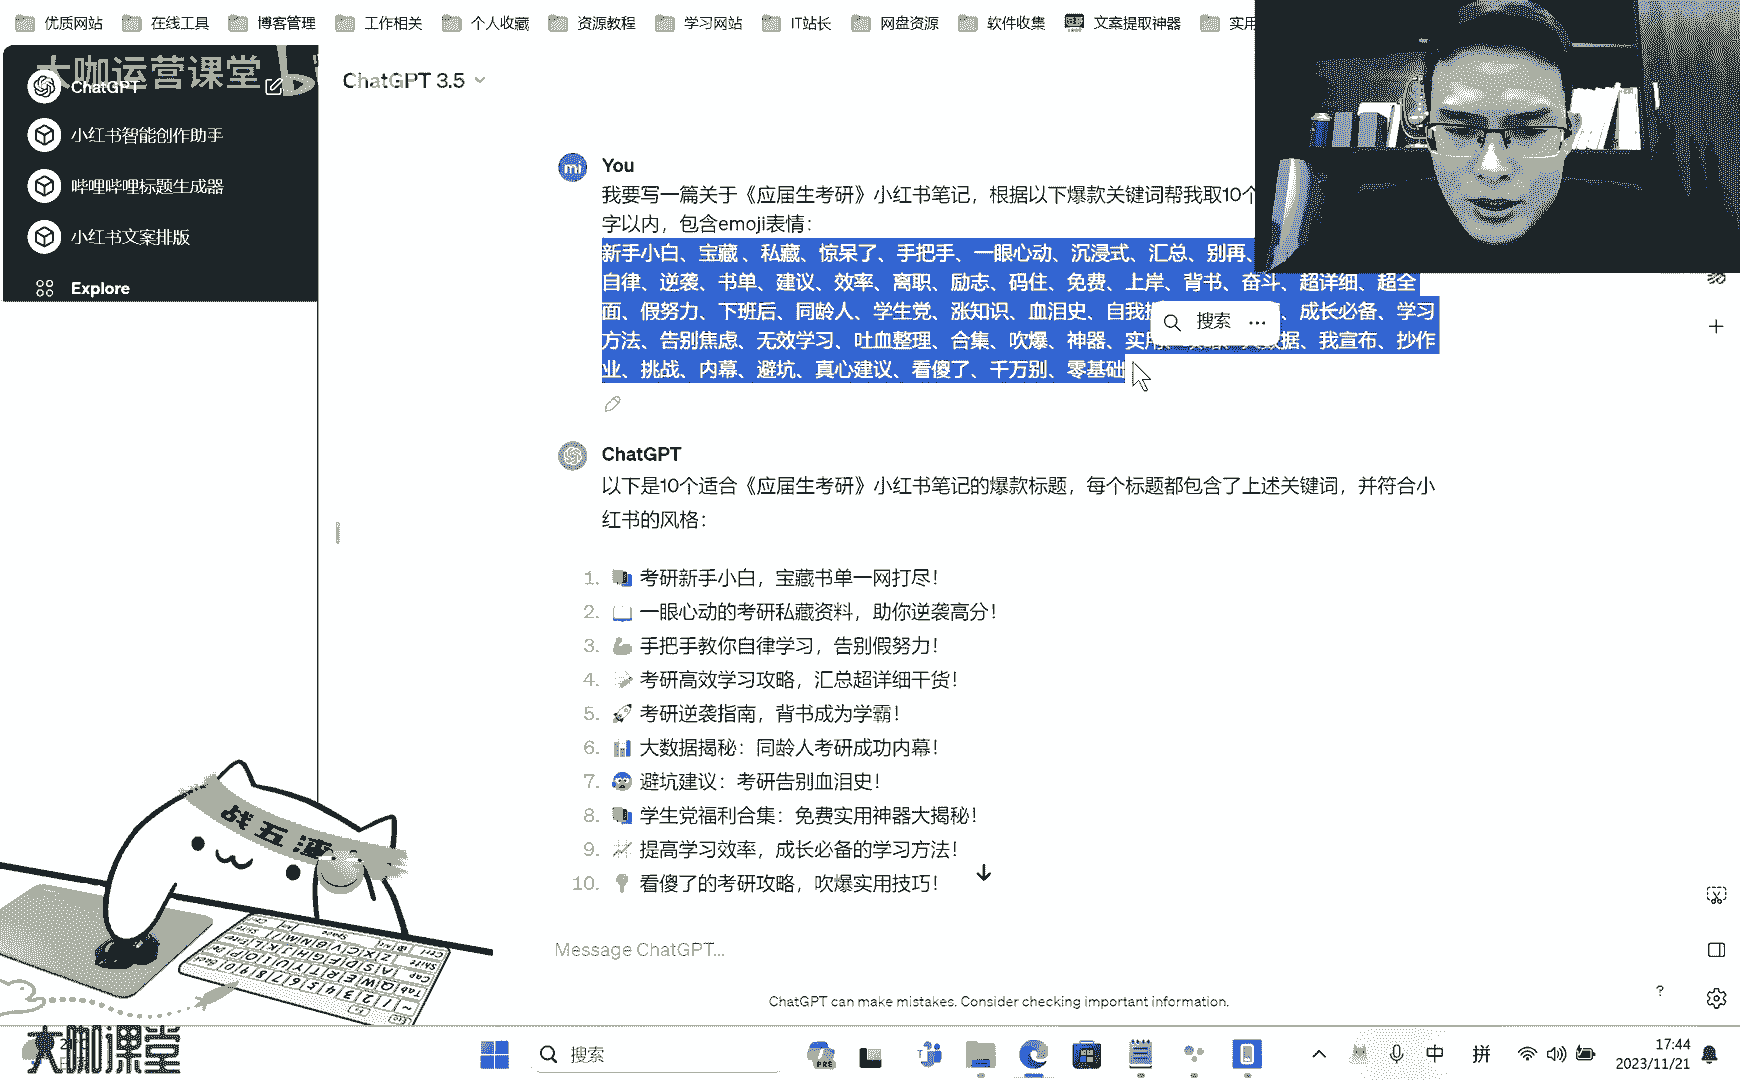 优质网站 在线工具 博客管理 工作相关 个人收藏 资源教程 学习网站 IT站长 网盘资源 软件收集 文案提取神器 实用
大咖运营课堂
ChatGPT
小红书智能创作助手
哔哩哔哩标题生成器
小红书文案排版
Explore
ChatGPT 3.5
mi
You
我要写一篇关于《应届生考研》小红书笔记，根据以下爆款关键词帮我取10个
字以内，包含emoji表情：
新手小白、宝藏、私藏、惊呆了、手把手、一眼心动、沉浸式、汇总、别再、
自律、逆袭、书单、建议、效率、离职、励志、码住、免费、上岸、背书、奋斗、超详细、超全
面、假努力、下班后、同龄人、学生党、涨知识、血泪史、自我 、成长必备、学习
方法、告别焦虑、无效学习、吐血整理、合集、吹爆、神器、实用、 数据、我宣布、抄作
业、挑战、内幕、避坑、真心建议、看傻了、千万别、零基础
搜索 ···
ChatGPT
以下是10个适合《应届生考研》小红书笔记的爆款标题，每个标题都包含了上述关键词，并符合小
红书的风格：
1. 考研新手小白，宝藏书单一网打尽！
2. 一眼心动的考研私藏资料，助你逆袭高分！
3. 手把手教你自律学习，告别假努力！
4. 考研高效学习攻略，汇总超详细干货！
5. 考研逆袭指南，背书成为学霸！
6. 大数据揭秘：同龄人考研成功内幕！
7. 避坑建议：考研告别血泪史！
8. 学生党福利合集：免费实用神器大揭秘！
9. 提高学习效率，成长必备的学习方法！
10. 看傻了的考研攻略，吹爆实用技巧！
Message ChatGPT...
ChatGPT can make mistakes. Consider checking important information.
?
大咖课堂
搜索
PRE
中 拼
17:44
2023/11/21